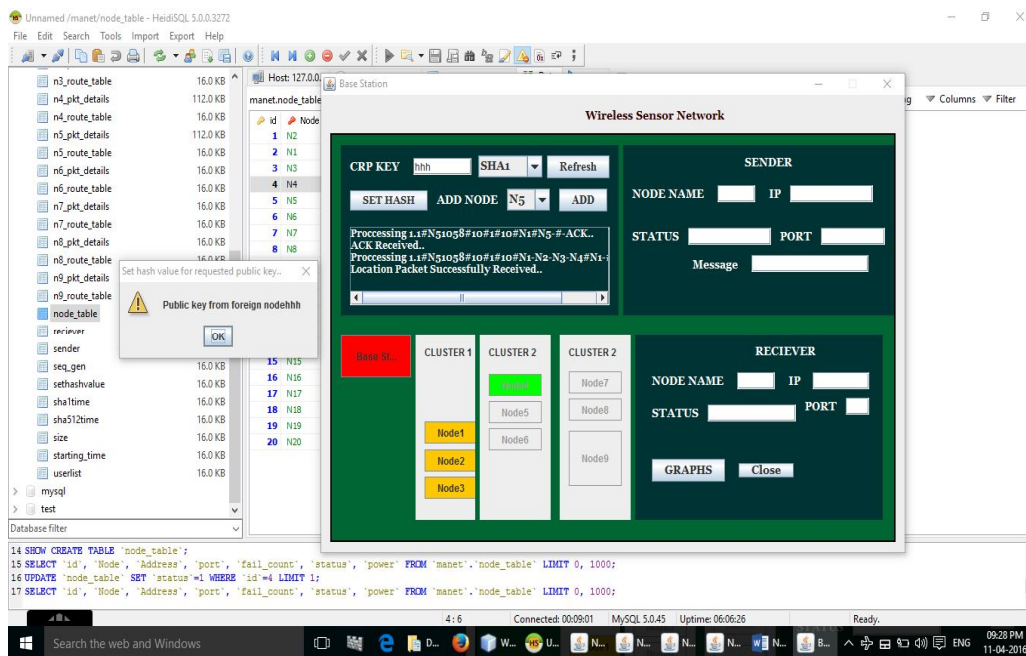 Unnamed /manet/node_table - HeidiSQL 5.0.0.3272
File Edit Search Tools Import Export Help
n3_route_table 16.0 KB
n4_pkt_details 112.0 KB
n4_route_table 16.0 KB
n5_pkt_details 112.0 KB
n5_route_table 16.0 KB
n6_pkt_details 16.0 KB
n6_route_table 16.0 KB
n7_pkt_details 16.0 KB
n7_route_table 16.0 KB
n8_pkt_details 16.0 KB
n8_route_table 16.0 KB
n9_pkt_details
n9_route_table
node_table
reciever
sender
seq_gen 16.0 KB
sethashvalue 16.0 KB
sha1time 16.0 KB
sha512time 16.0 KB
size 16.0 KB
starting_time 16.0 KB
userlist 16.0 KB
mysql
test
Database filter
Host: 127.0.0.
manet.node_table
id Node
1 N2
2 N1
3 N3
4 N4
5 N5
6 N6
7 N7
8 N8
15 N15
16 N16
17 N17
18 N18
19 N19
20 N20
Columns Filter
Set hash value for requested public key..
Public key from foreign nodehhh
OK
Base Station
Wireless Sensor Network
CRP KEY hhh SHA1 Refresh
SET HASH ADD NODE N5 ADD
Proccessing 1.1#N51058#10#1#10#N1#N5-#-ACK..
ACK Received..
Proccessing 1.1#N51058#10#1#10#N1-N2-N3-N4#N1-
Location Packet Successfully Received..
SENDER
NODE NAME IP
STATUS PORT
Message
Base St...
CLUSTER 1
Node1
Node2
Node3
CLUSTER 2
Node4
Node5
Node6
CLUSTER 2
Node7
Node8
Node9
RECIEVER
NODE NAME IP
STATUS PORT
GRAPHS Close
14 SHOW CREATE TABLE `node_table`;
15 SELECT `id`, `Node`, `Address`, `port`, `fail_count`, `status`, `power` FROM `manet`.`node_table` LIMIT 0, 1000;
16 UPDATE `node_table` SET `status`=1 WHERE `id`=4 LIMIT 1;
17 SELECT `id`, `Node`, `Address`, `port`, `fail_count`, `status`, `power` FROM `manet`.`node_table` LIMIT 0, 1000;
4 : 6 Connected: 00:09:01 MySQL 5.0.45 Uptime: 06:06:26 Ready.
Search the web and Windows D... W... U... N... N... N... N... N... B... ENG 09:28 PM
11-04-2016